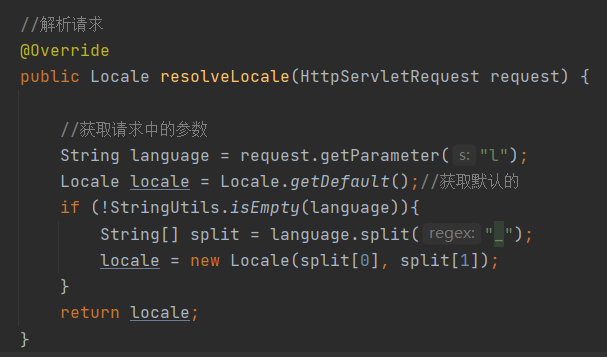 //解析请求
@Override
public Locale resolveLocale(HttpServletRequest request) {
//获取请求中的参数
String language = request.getParameter( s: "l");
Locale locale = Locale.getDefault();//获取默认的
if (!StringUtils.isEmpty(language)){
String[] split = language.split( regex: "_");
locale = new Locale(split[0], split[1]);
}
return locale;
}